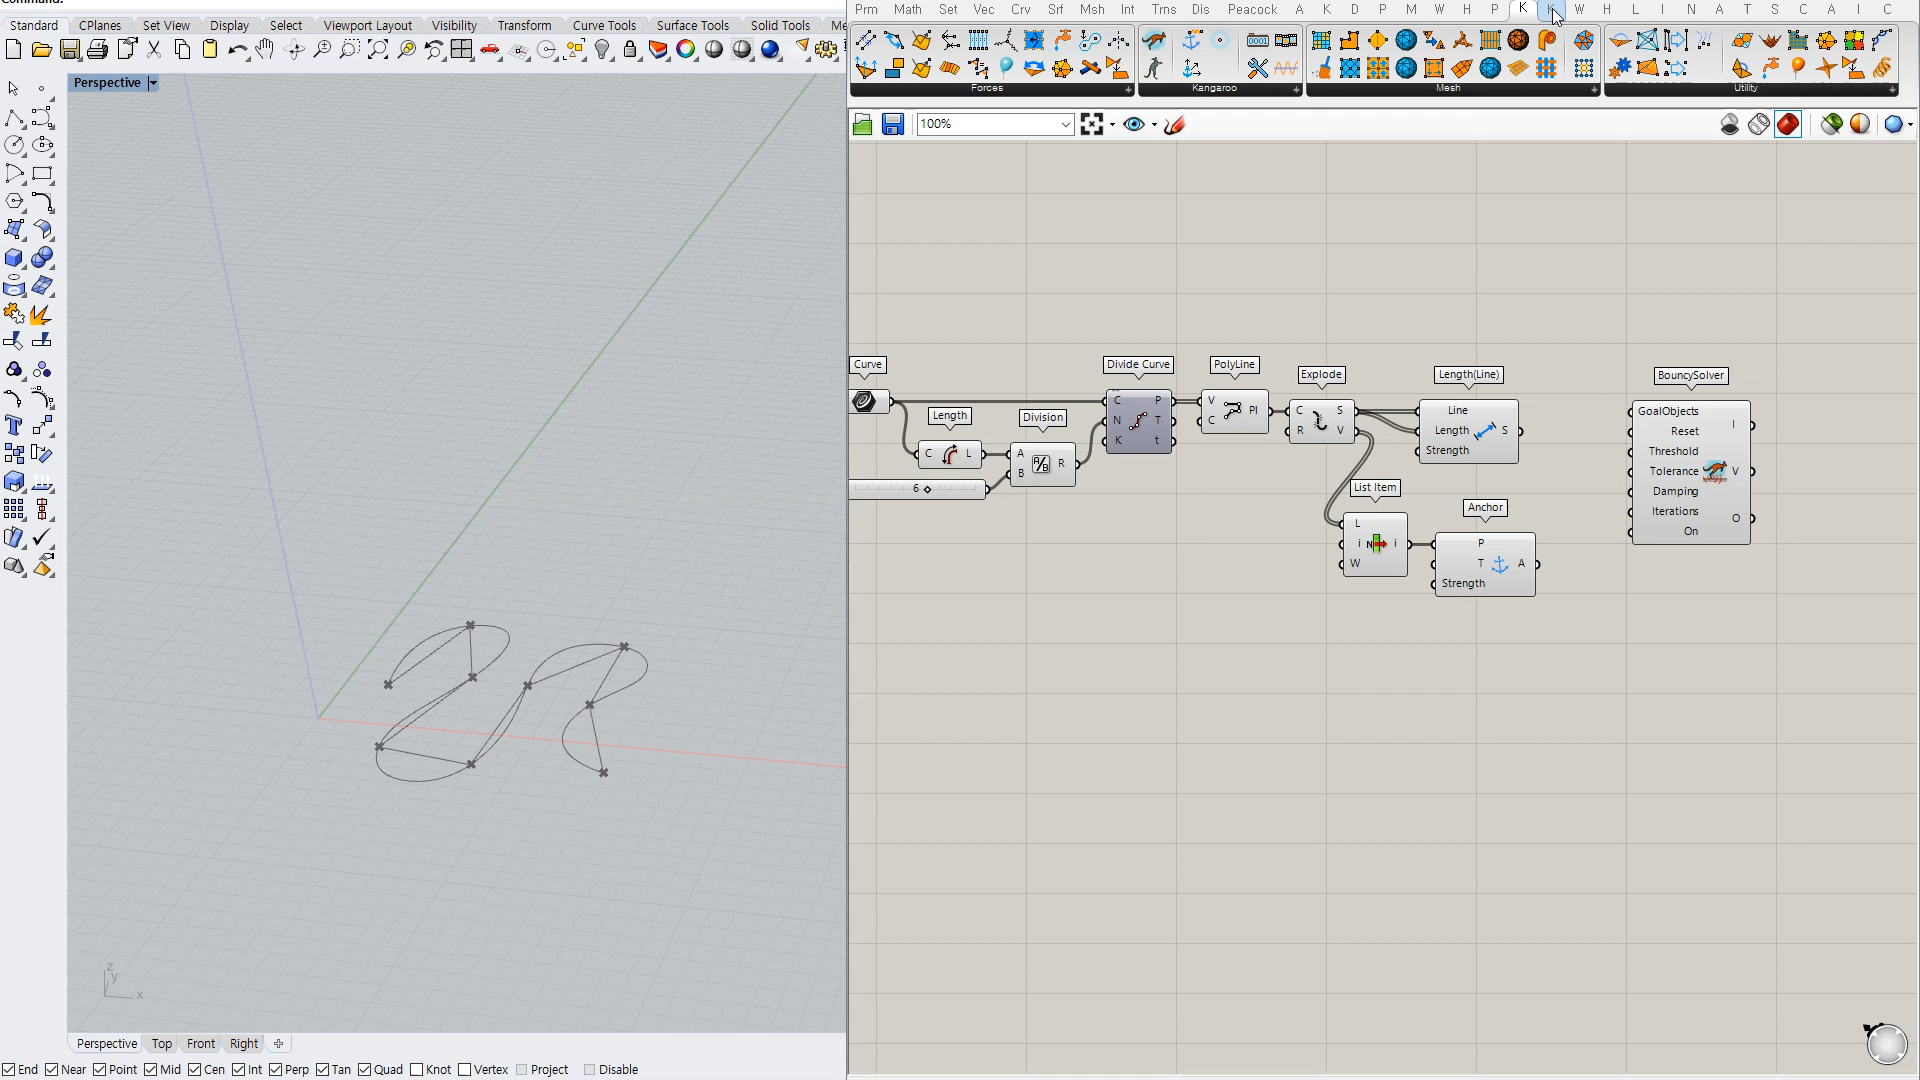 Standard CPlanes Set View Display Select Viewport Layout Visibility Transform Curve Tools Surface Tools Solid Tools Me
Prm Math Set Vec Crv Srf Msh Int Trns Dis Peacock A K D P M W H P K K W H L I N A T S C A I C
Forces Kangaroo Mesh Utility
Perspective
100%
Curve
Length
C L
6
Division
A B R
A/B
Divide Curve
C N K P T t
PolyLine
V C Pl
Explode
C R S V
Length(Line)
Line
Length S
Strength
List Item
L
i N i
W
Anchor
P
T A
Strength
BouncySolver
GoalObjects
Reset
Threshold
Tolerance
Damping
Iterations
On
I
V
O
z
y
x
Perspective Top Front Right
End Near Point Mid Cen Int Perp Tan Quad Knot Vertex Project Disable